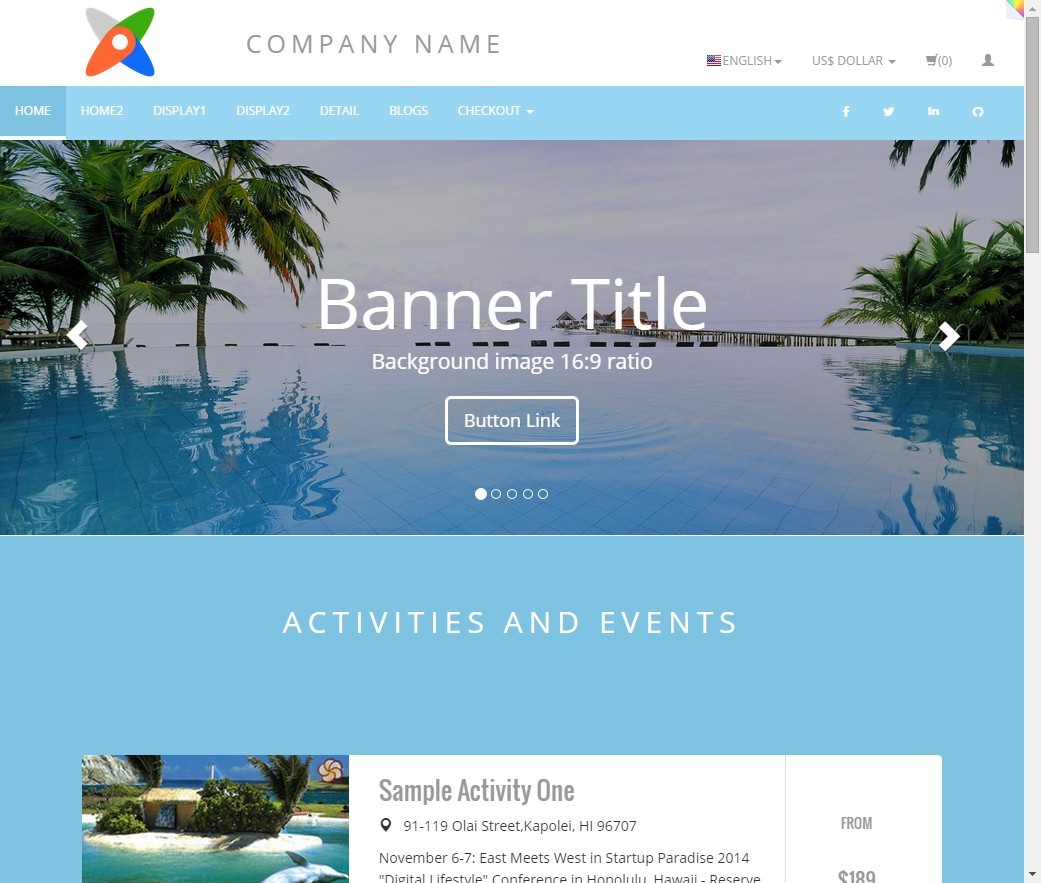 COMPANY NAME
ENGLISH US$ DOLLAR (0)
HOME HOME2 DISPLAY1 DISPLAY2 DETAIL BLOGS CHECKOUT
Banner Title
Background image 16:9 ratio
Button Link
ACTIVITIES AND EVENTS
Sample Activity One
91-119 Olai Street,Kapolei, HI 96707
November 6-7: East Meets West in Startup Paradise 2014
"Digital Lifestyle" Conference in Honolulu, Hawaii - Reserve
FROM
$189